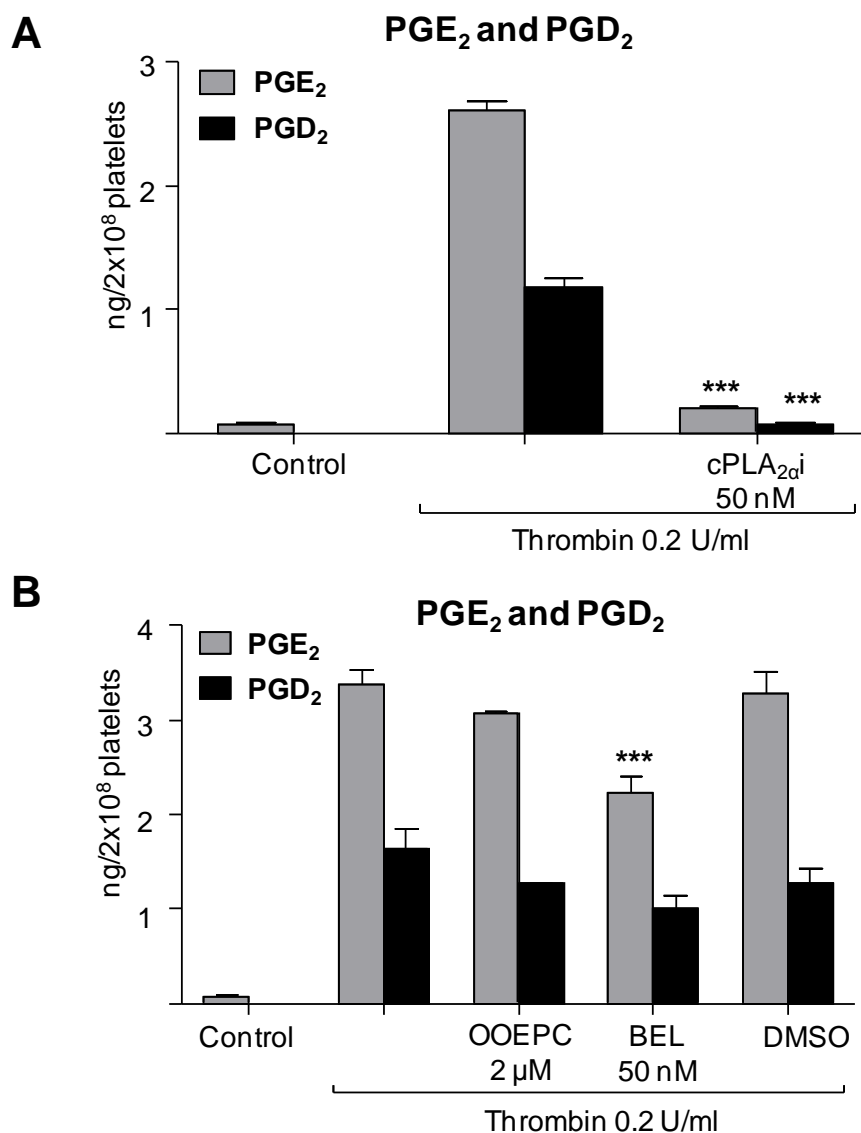 A
PGE₂ and PGD₂
PGE₂
PGD₂
3
2
1
ng/2x10⁸ platelets
*** ***
Control cPLA₂αi
50 nM
Thrombin 0.2 U/ml
B
PGE₂ and PGD₂
PGE₂
PGD₂
4
3
2
1
ng/2x10⁸ platelets
***
Control OOEPC BEL DMSO
2 µM 50 nM
Thrombin 0.2 U/ml